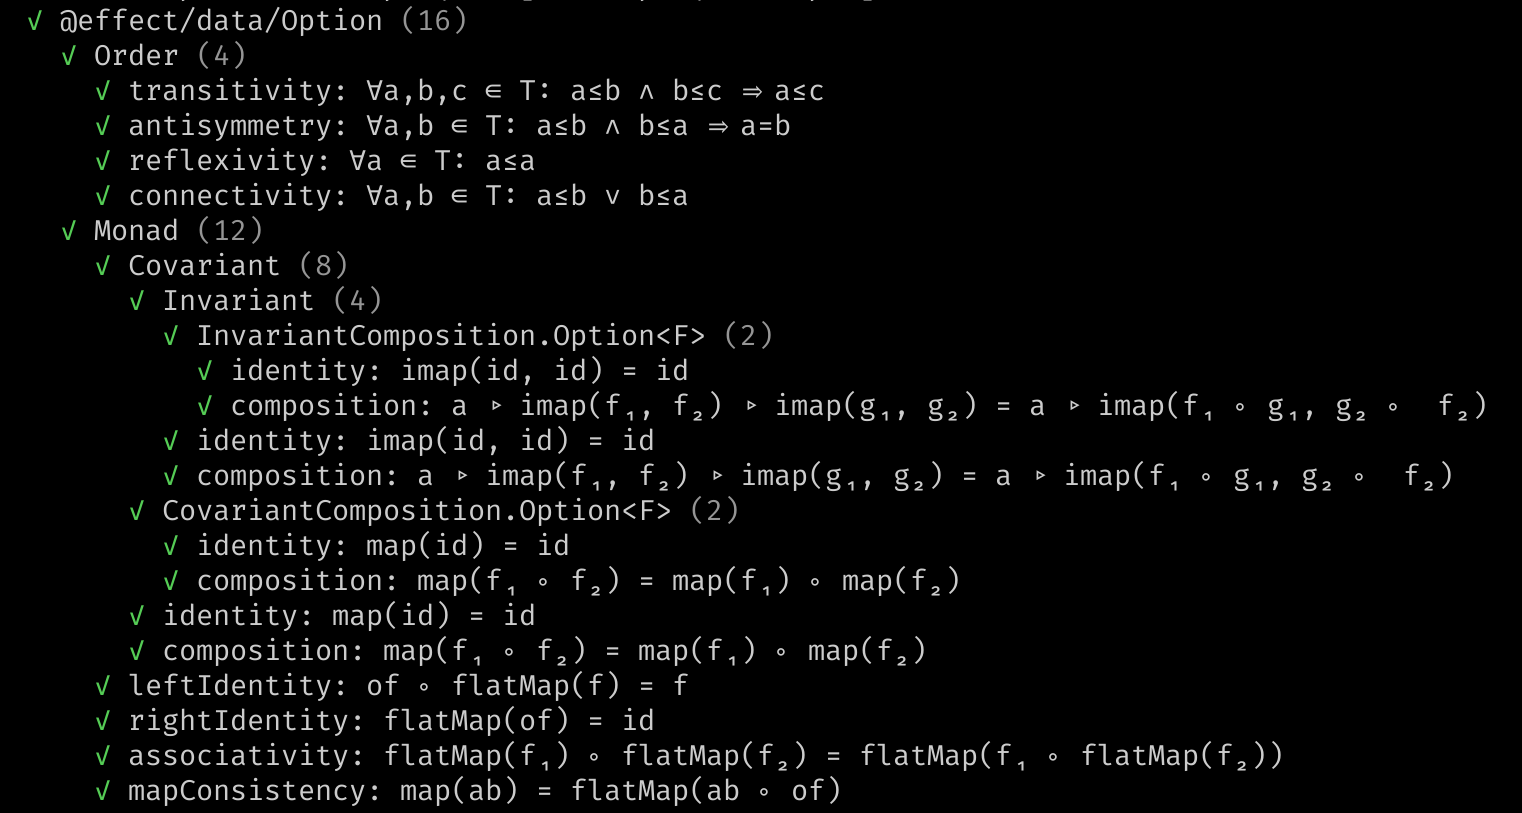 √ @effect/data/Option (16)
√ Order (4)
√ transitivity: ∀a,b,c ∈ T: a≤b ∧ b≤c ⇒ a≤c
√ antisymmetry: ∀a,b ∈ T: a≤b ∧ b≤a ⇒ a=b
√ reflexivity: ∀a ∈ T: a≤a
√ connectivity: ∀a,b ∈ T: a≤b ∨ b≤a
√ Monad (12)
√ Covariant (8)
√ Invariant (4)
√ InvariantComposition.Option<F> (2)
√ identity: imap(id, id) = id
√ composition: a ▹ imap(f₁, f₂) ▹ imap(g₁, g₂) = a ▹ imap(f₁ ∘ g₁, g₂ ∘  f₂)
√ identity: imap(id, id) = id
√ composition: a ▹ imap(f₁, f₂) ▹ imap(g₁, g₂) = a ▹ imap(f₁ ∘ g₁, g₂ ∘  f₂)
√ CovariantComposition.Option<F> (2)
√ identity: map(id) = id
√ composition: map(f₁ ∘ f₂) = map(f₁) ∘ map(f₂)
√ identity: map(id) = id
√ composition: map(f₁ ∘ f₂) = map(f₁) ∘ map(f₂)
√ leftIdentity: of ∘ flatMap(f) = f
√ rightIdentity: flatMap(of) = id
√ associativity: flatMap(f₁) ∘ flatMap(f₂) = flatMap(f₁ ∘ flatMap(f₂))
√ mapConsistency: map(ab) = flatMap(ab ∘ of)